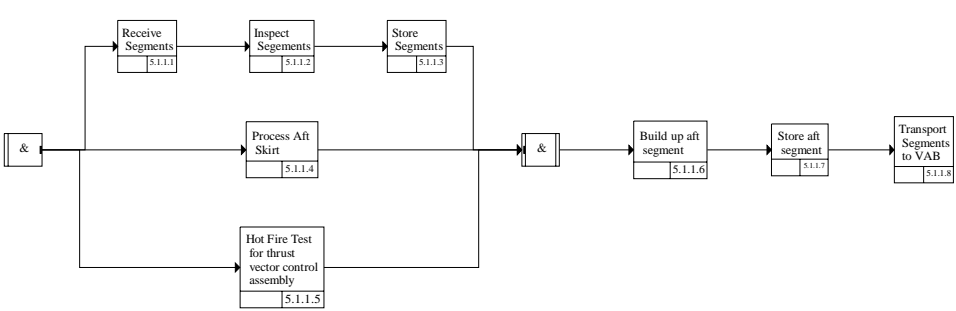 Receive
Segments
5.1.1.1
Inspect
Segements
5.1.1.2
Store
Segments
5.1.1.3
&
Process Aft
Skirt
5.1.1.4
&
Build up aft
segment
5.1.1.6
Store aft
segment
5.1.1.7
Transport
Segments
to VAB
5.1.1.8
Hot Fire Test
for thrust
vector control
assembly
5.1.1.5